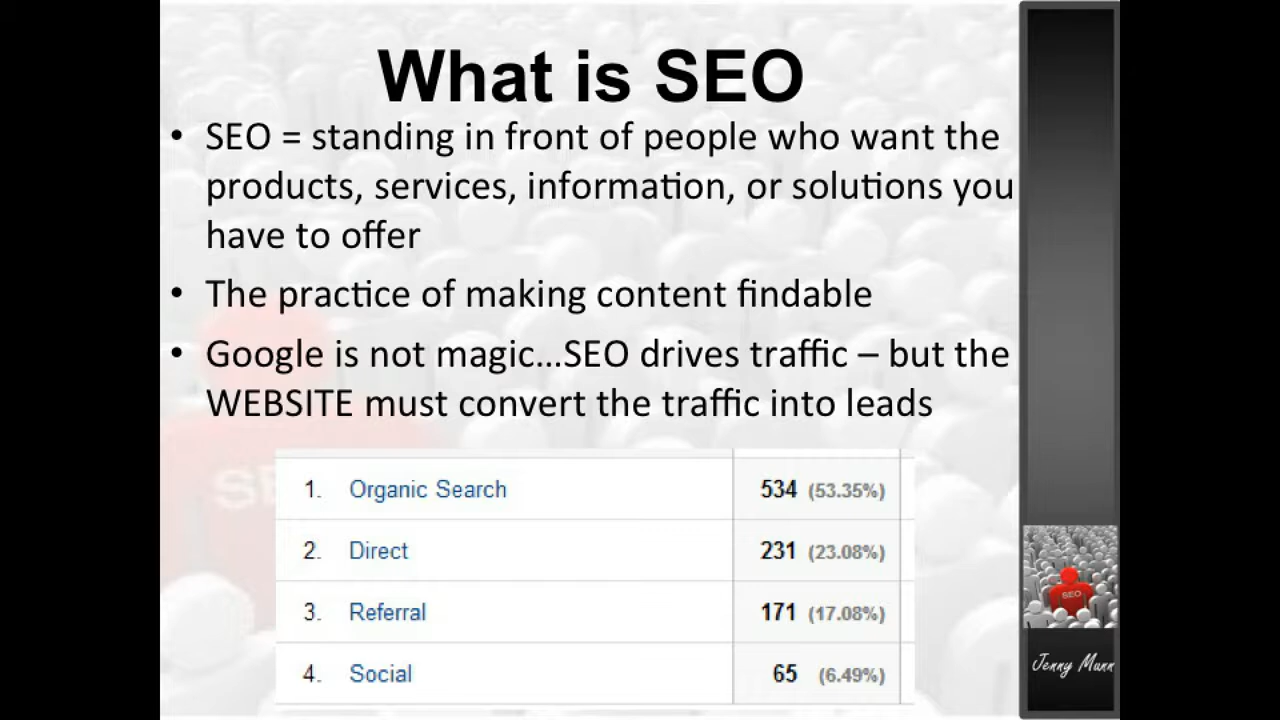 What is SEO
• SEO = standing in front of people who want the
products, services, information, or solutions you
have to offer
• The practice of making content findable
• Google is not magic...SEO drives traffic – but the
WEBSITE must convert the traffic into leads
1. Organic Search 534 (53.35%)
2. Direct 231 (23.08%)
3. Referral 171 (17.08%)
4. Social 65 (6.49%)
SEO
Jenny Munn